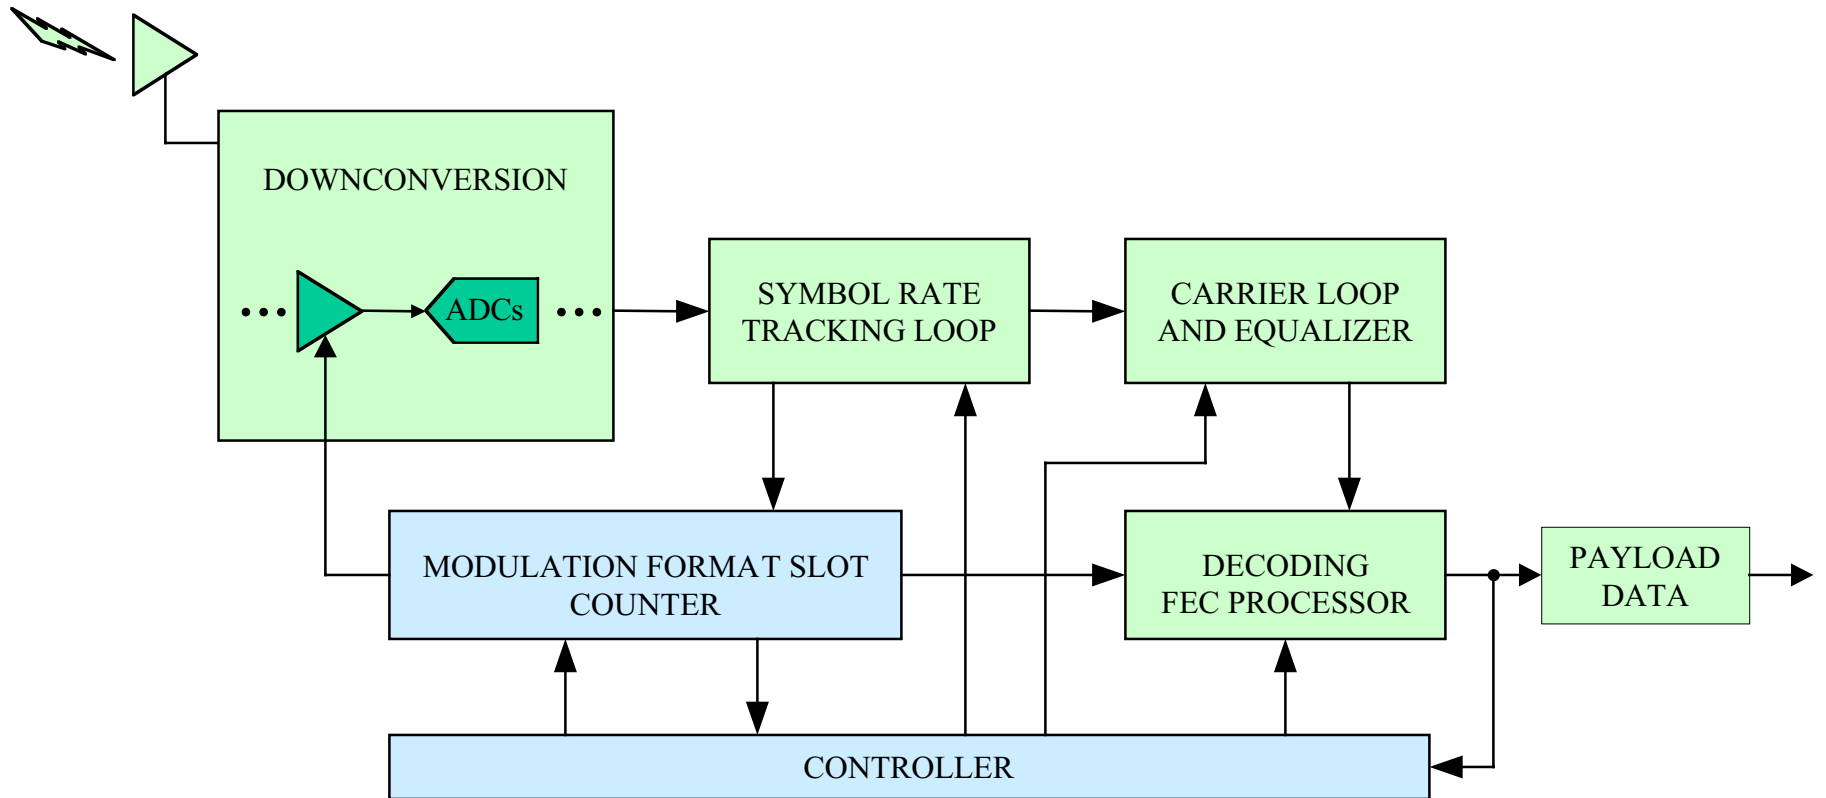 DOWNCONVERSION
ADCs
SYMBOL RATE
TRACKING LOOP
CARRIER LOOP
AND EQUALIZER
MODULATION FORMAT SLOT
COUNTER
DECODING
FEC PROCESSOR
PAYLOAD
DATA
CONTROLLER